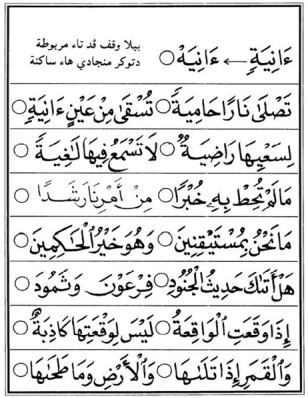 ءَانِيَةٍ ← ءَانِيَهْ
بيلا وقف ڤد تاء مربوطة
دتوكر منجادي هاء ساكنة
تَصْلَىٰ نَارًا حَامِيَةً ○ تُسْقَىٰ مِنْ عَيْنٍ ءَانِيَةٍ ○
لِسَعْيِهَا رَاضِيَةٌ ○ لَا تَسْمَعُ فِيهَا لَٰغِيَةً ○
مَا لَمْ تُحِطْ بِهِۦ خُبْرًا ○ مِنْ أَمْرِنَا رَشَدًا ○
مَا نَحْنُ بِمُسْتَيْقِنِينَ ○ وَهُوَ خَيْرُ ٱلْحَٰكِمِينَ ○
هَلْ أَتَىٰكَ حَدِيثُ ٱلْجُنُودِ ○ فِرْعَوْنَ وَثَمُودَ ○
إِذَا وَقَعَتِ ٱلْوَاقِعَةُ ○ لَيْسَ لِوَقْعَتِهَا كَاذِبَةٌ ○
وَٱلْقَمَرِ إِذَا تَلَىٰهَا ○ وَٱلْأَرْضِ وَمَا طَحَىٰهَا ○